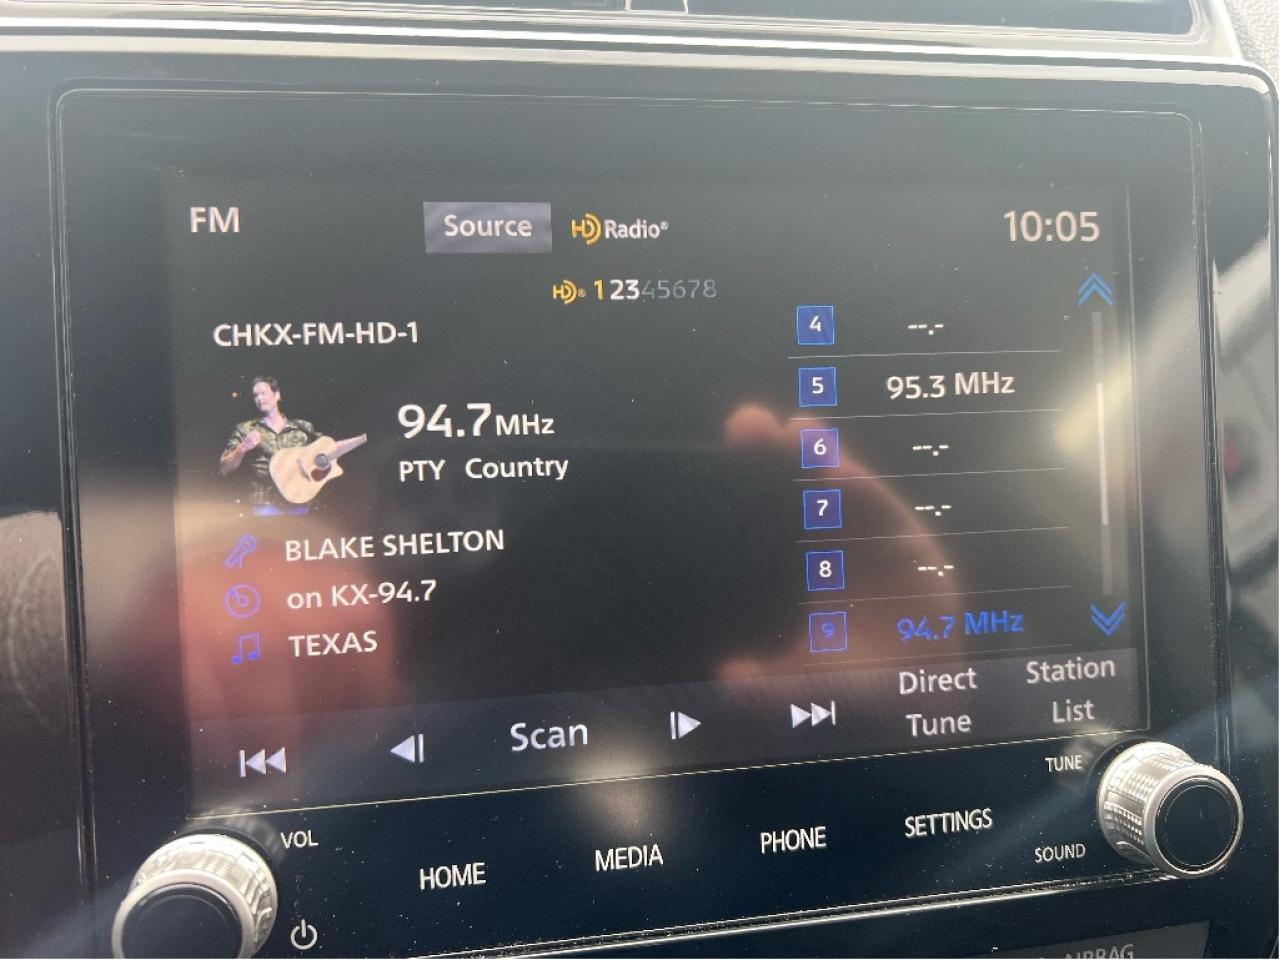 FM
Source
HD Radio®
10:05
HD® 12345678
CHKX-FM-HD-1
94.7 MHz
PTY Country
BLAKE SHELTON
on KX-94.7
TEXAS
4 --.-
5 95.3 MHz
6 --.-
7 --.-
8 --.-
9 94.7 MHz
Scan
Direct
Tune
Station
List
VOL
HOME
MEDIA
PHONE
SETTINGS
TUNE
SOUND
AIRBAG